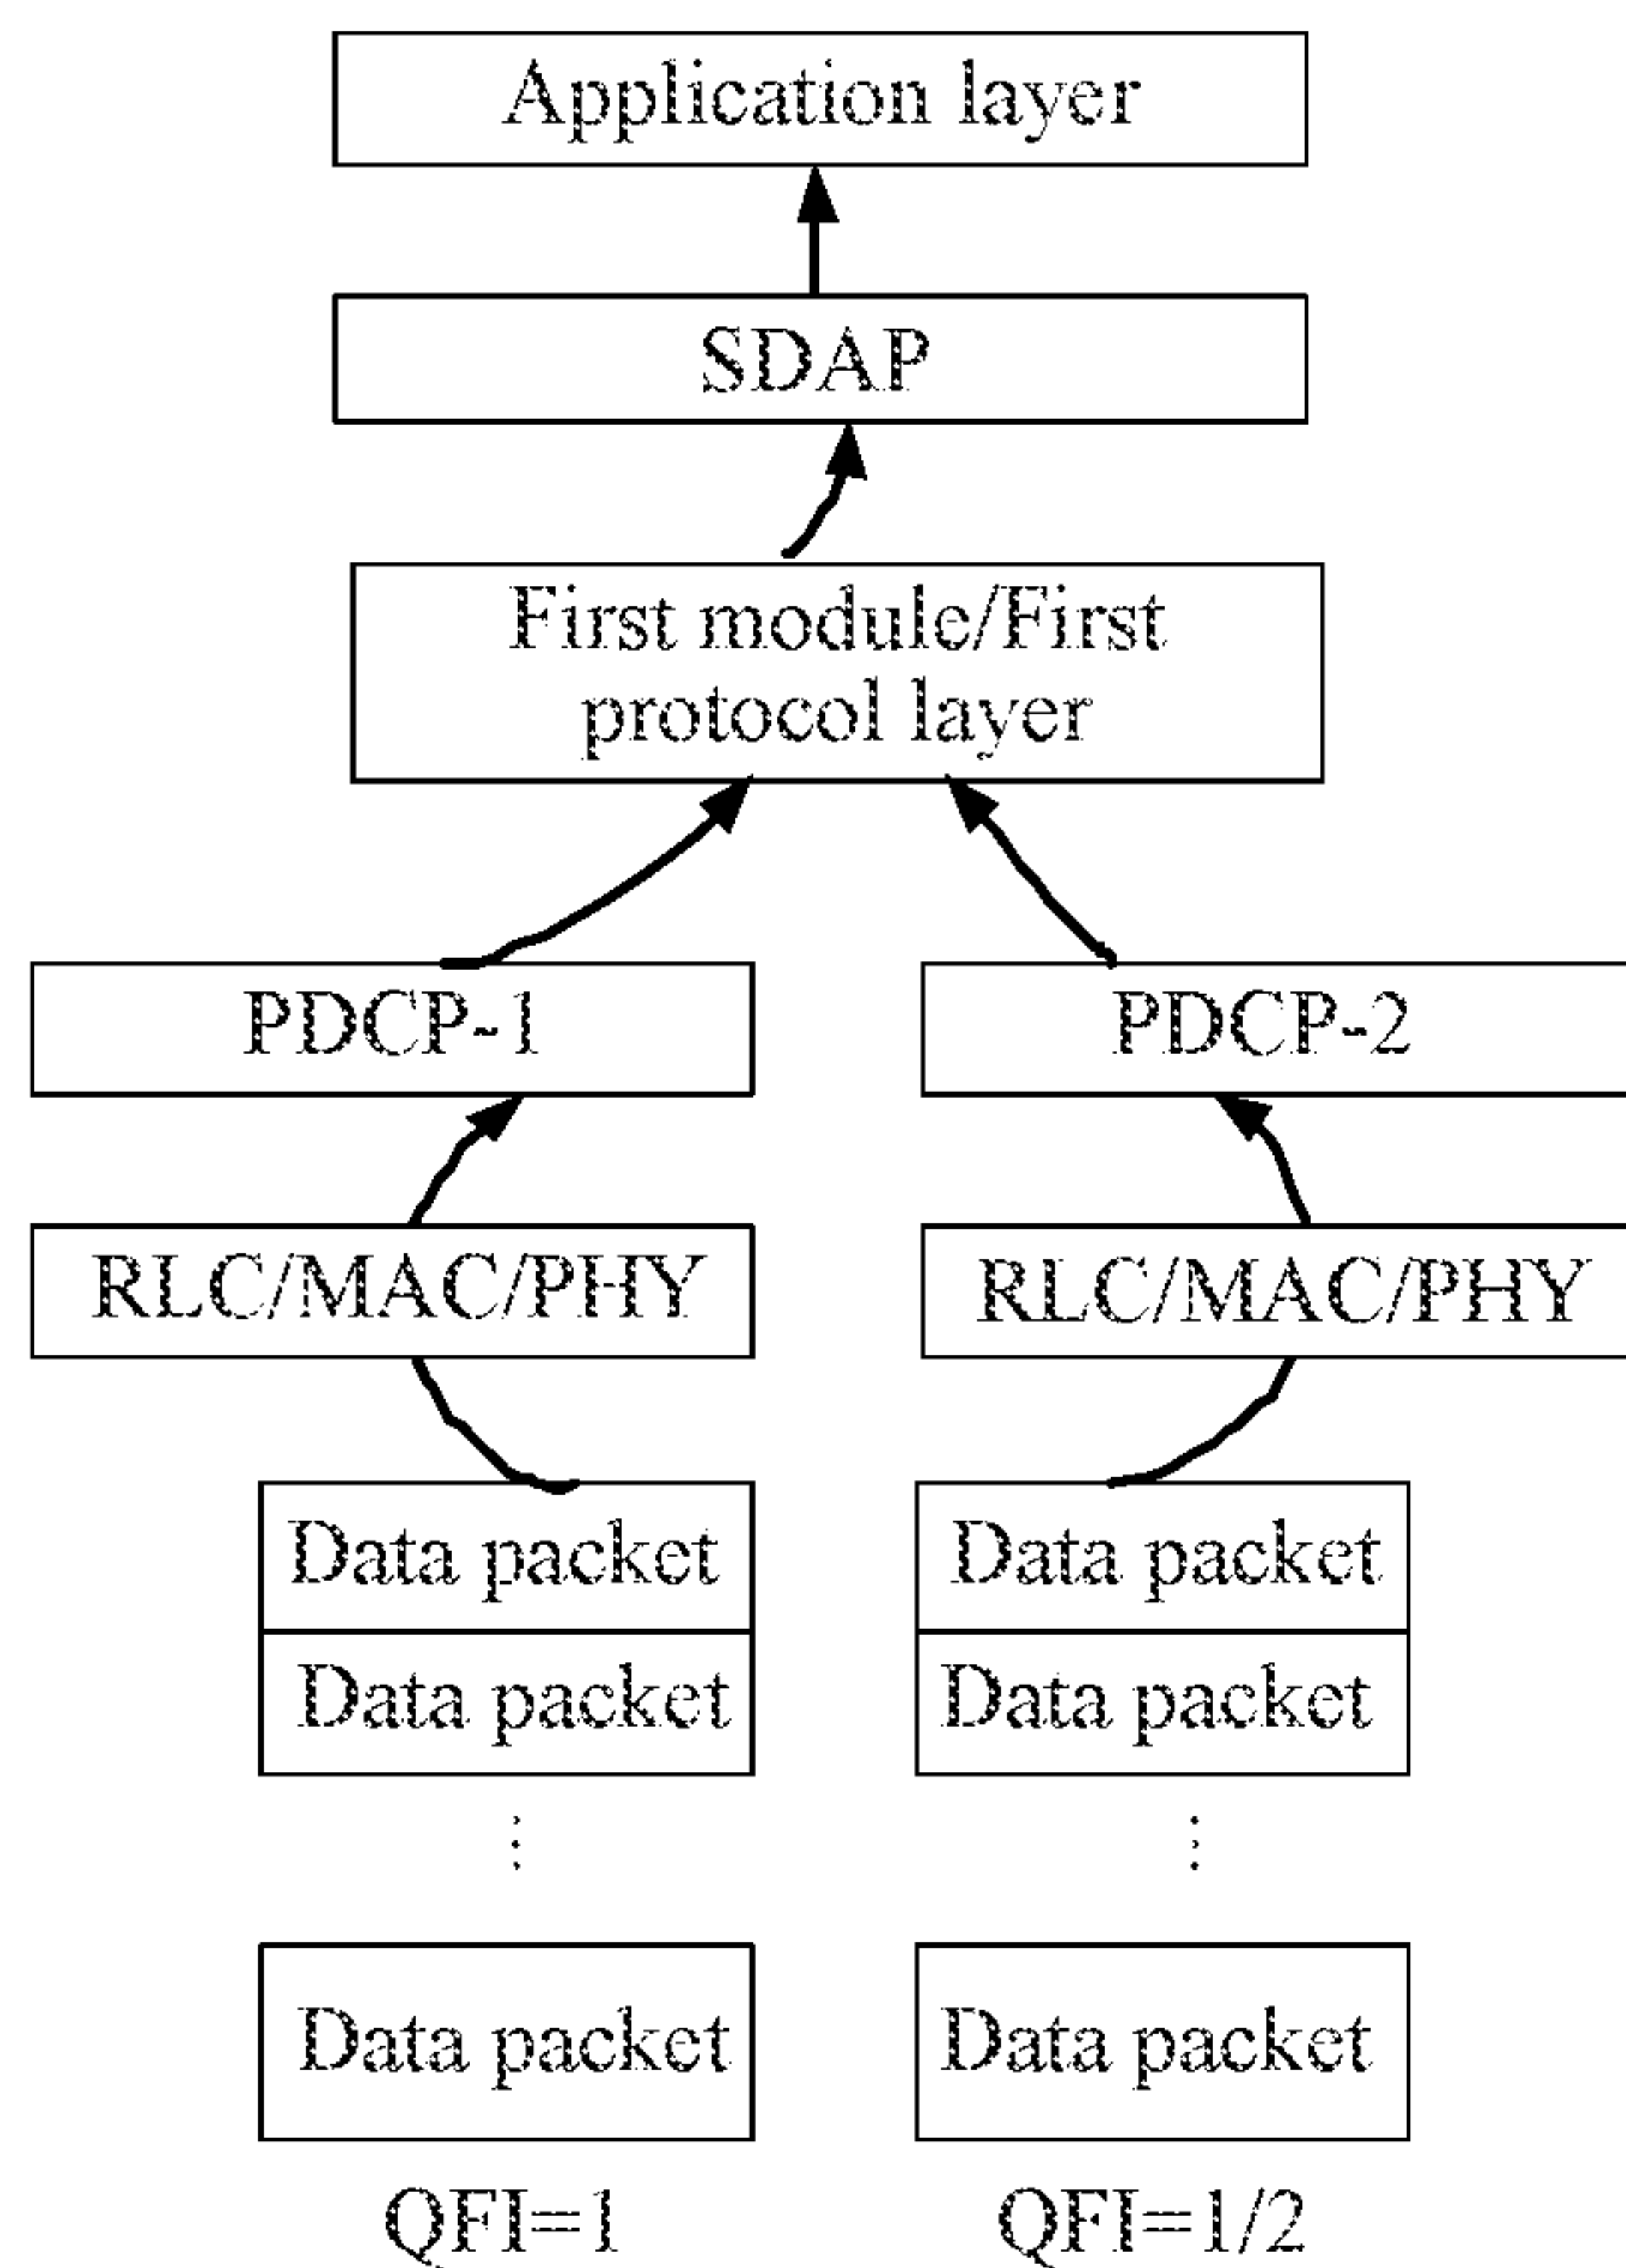 Application layer
SDAP
First module/First
protocol layer
PDCP-1
PDCP-2
RLC/MAC/PHY
RLC/MAC/PHY
Data packet
Data packet
Data packet
Data packet
⋮
⋮
Data packet
Data packet
QFI=1
QFI=1/2